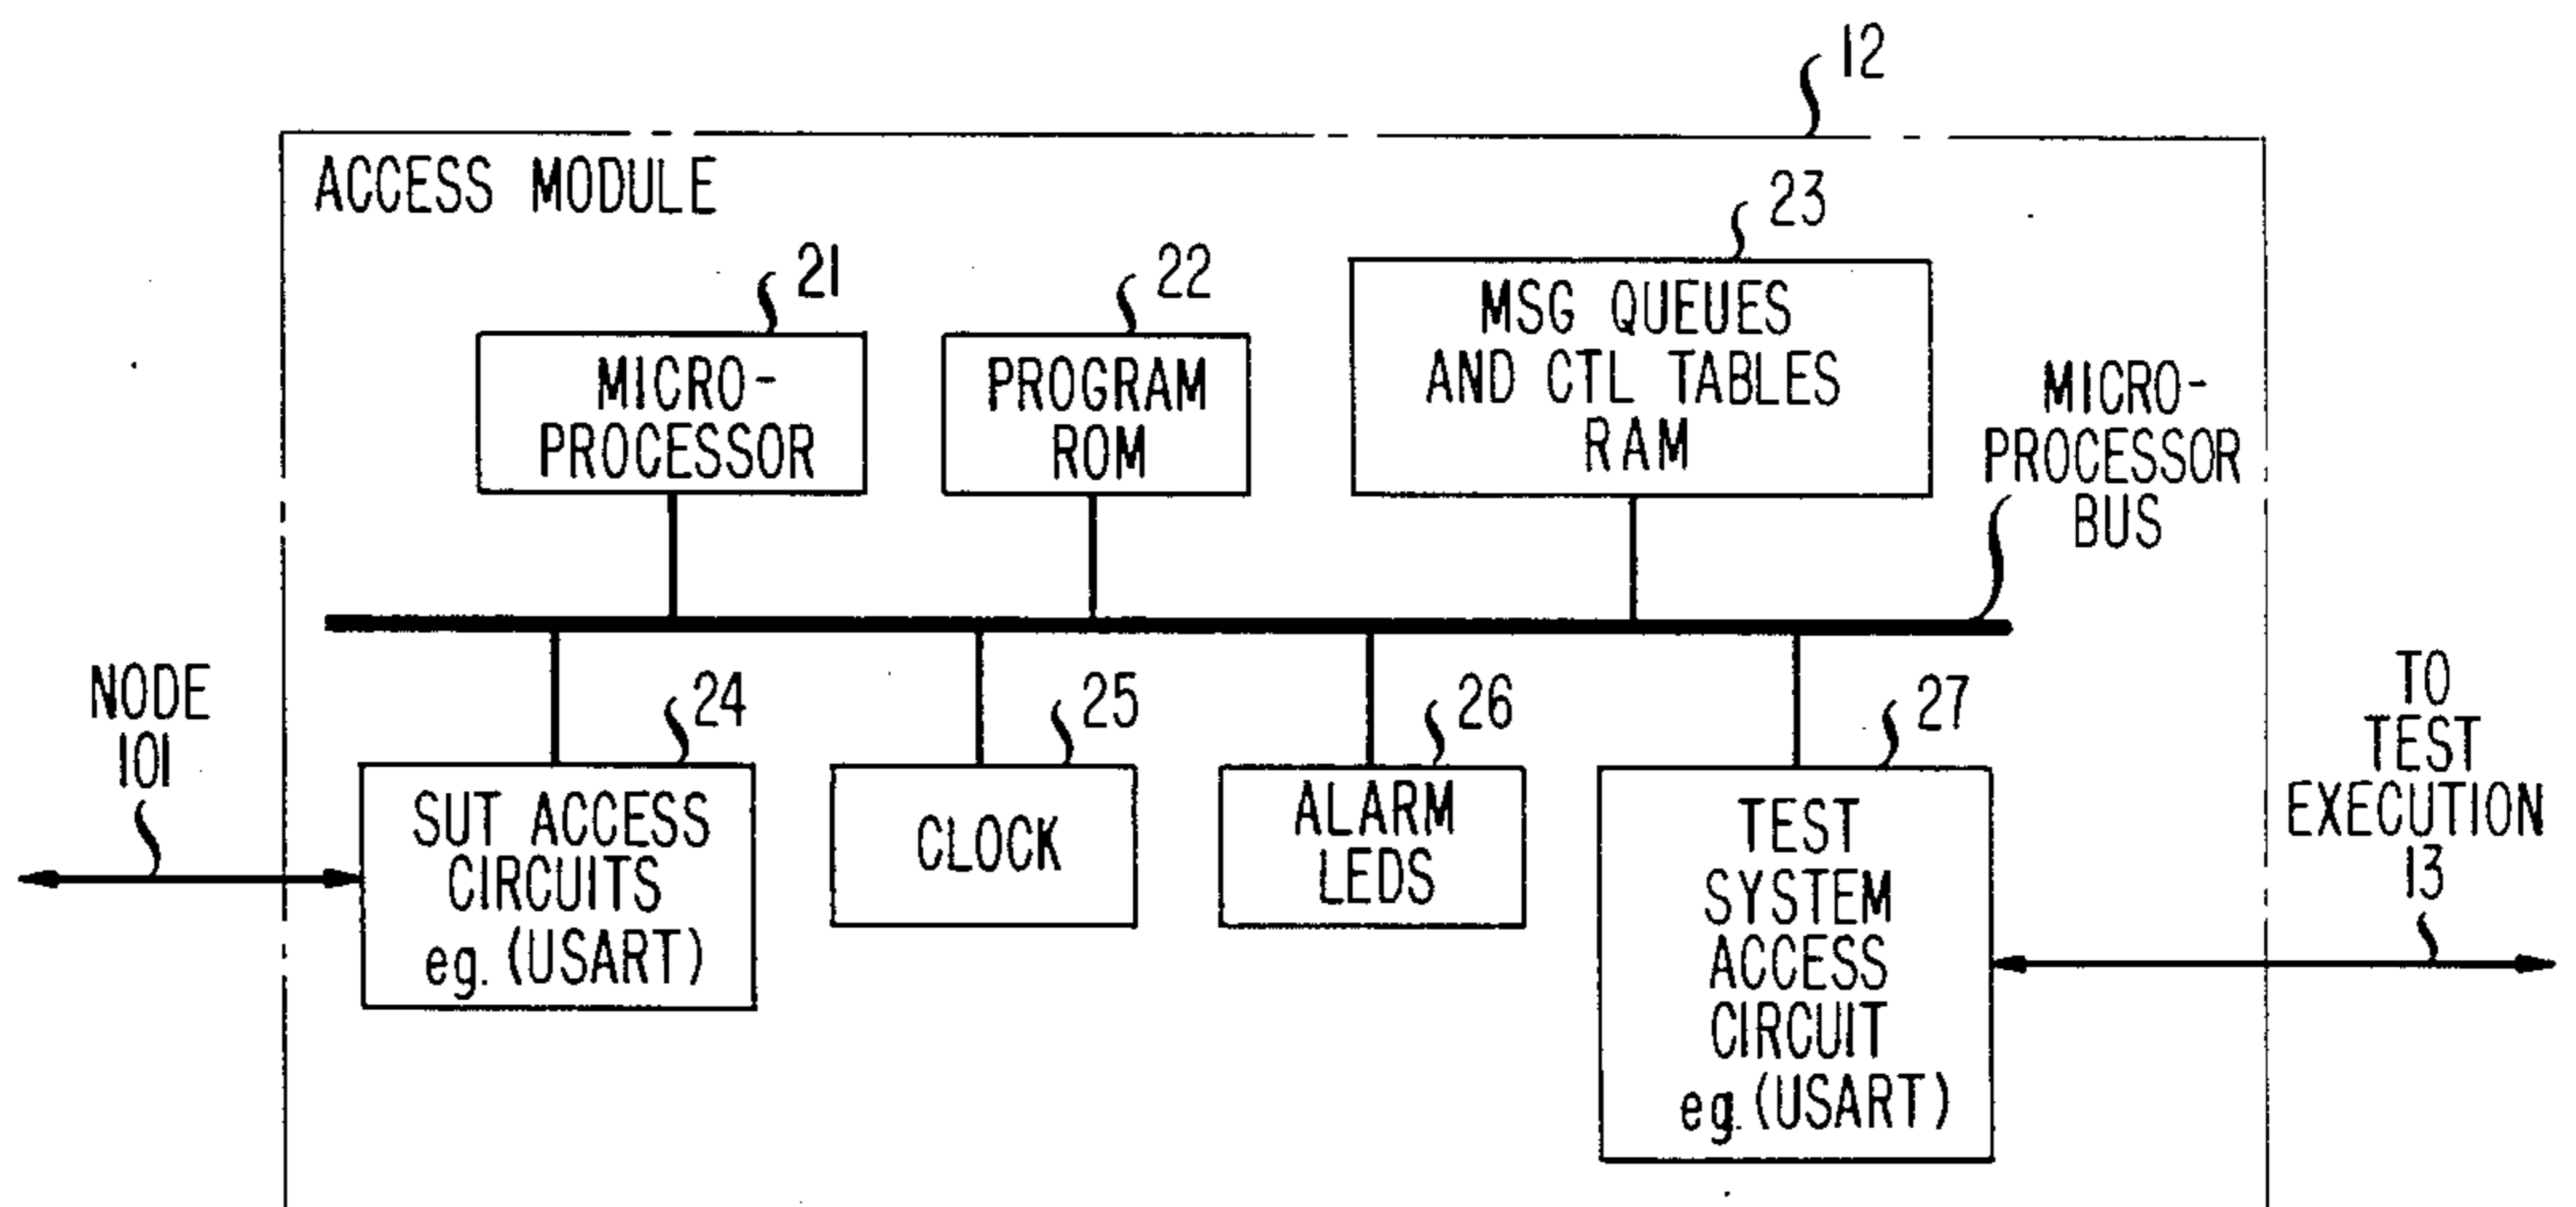 12
ACCESS MODULE
21
MICRO-
PROCESSOR
22
PROGRAM
ROM
23
MSG QUEUES
AND CTL TABLES
RAM
MICRO-
PROCESSOR
BUS
NODE
101
24
SUT ACCESS
CIRCUITS
eg. (USART)
25
CLOCK
26
ALARM
LEDS
27
TEST
SYSTEM
ACCESS
CIRCUIT
eg. (USART)
TO
TEST
EXECUTION
13